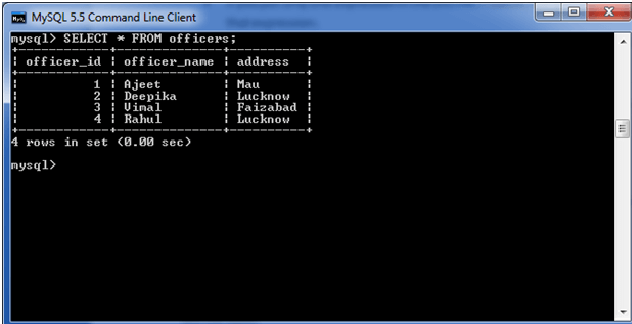 MySQL 5.5 Command Line Client
mysql> SELECT * FROM officers;
+------------+--------------+-----------+
| officer_id | officer_name | address   |
+------------+--------------+-----------+
|          1 | Ajeet        | Mau       |
|          2 | Deepika      | Lucknow   |
|          3 | Vimal        | Faizabad  |
|          4 | Rahul        | Lucknow   |
+------------+--------------+-----------+
4 rows in set (0.00 sec)
mysql>